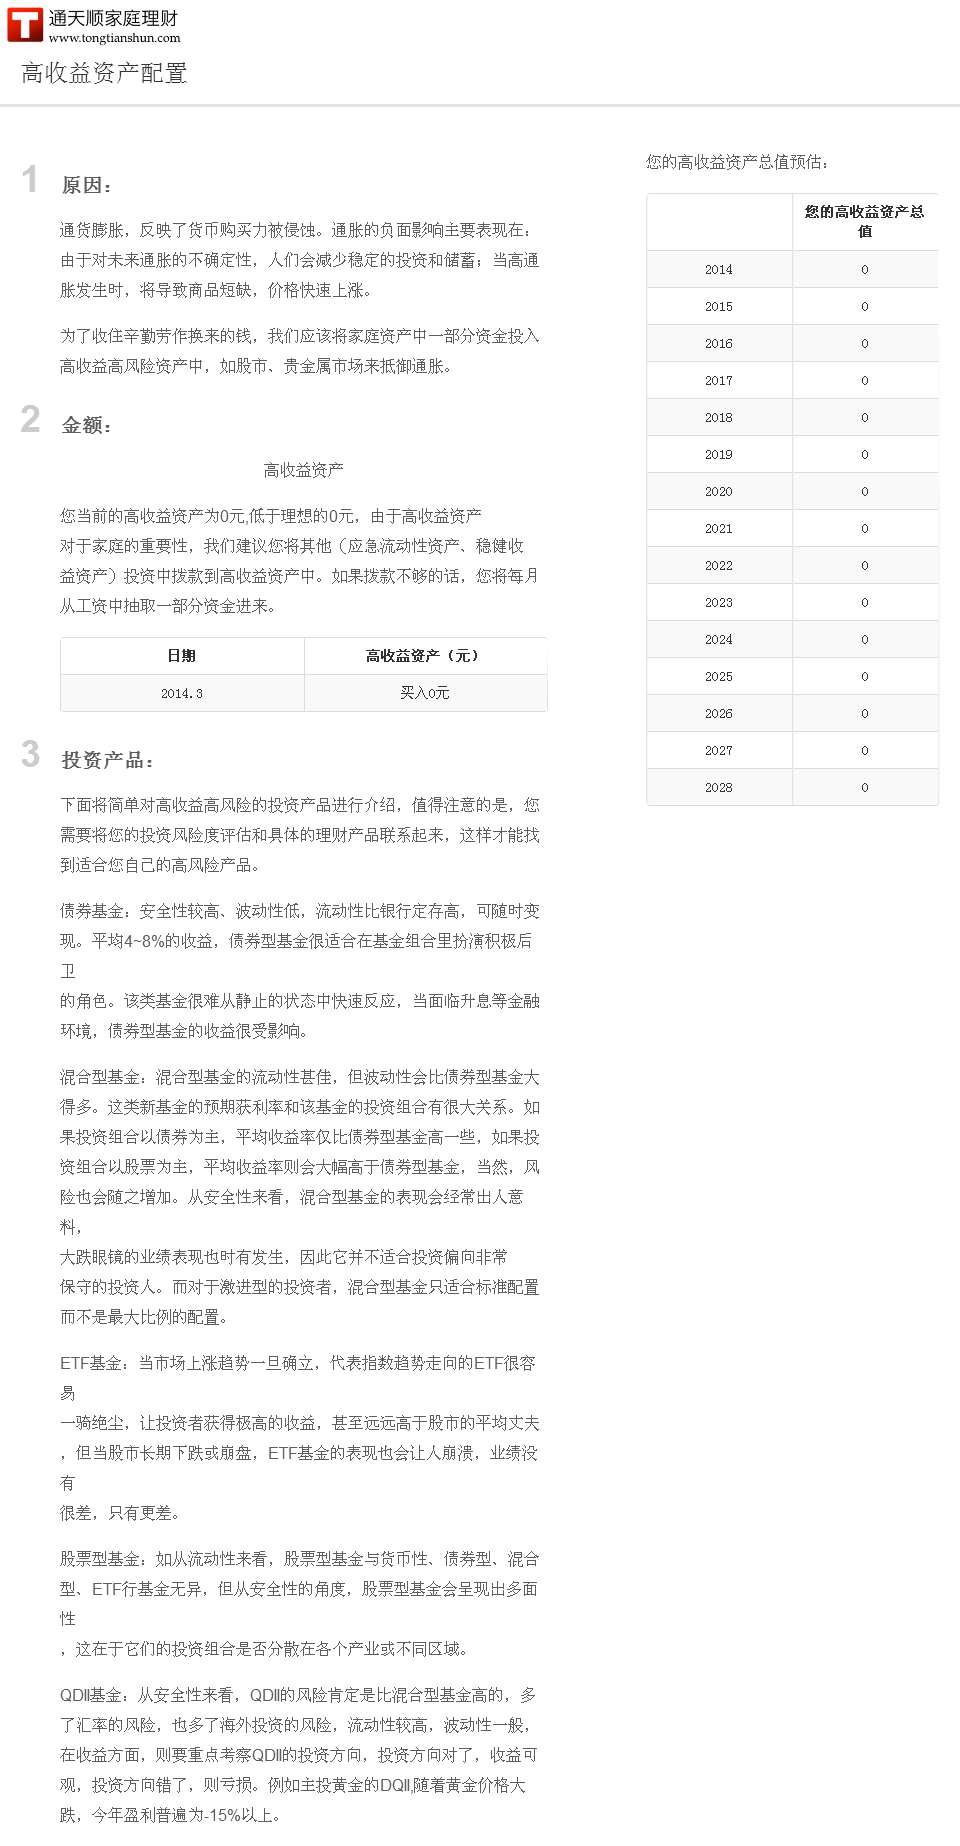 通天顺家庭理财
www.tongtianshun.com
高收益资产配置
1 原因：
通货膨胀，反映了货币购买力被侵蚀。通胀的负面影响主要表现在：
由于对未来通胀的不确定性，人们会减少稳定的投资和储蓄；当高通
胀发生时，将导致商品短缺，价格快速上涨。
为了收住辛勤劳作换来的钱，我们应该将家庭资产中一部分资金投入
高收益高风险资产中，如股市、贵金属市场来抵御通胀。
2 金额：
高收益资产
您当前的高收益资产为0元,低于理想的0元，由于高收益资产
对于家庭的重要性，我们建议您将其他（应急流动性资产、稳健收
益资产）投资中拨款到高收益资产中。如果拨款不够的话，您将每月
从工资中抽取一部分资金进来。
日期 高收益资产（元）
2014.3 买入0元
3 投资产品：
下面将简单对高收益高风险的投资产品进行介绍，值得注意的是，您
需要将您的投资风险度评估和具体的理财产品联系起来，这样才能找
到适合您自己的高风险产品。
债券基金：安全性较高、波动性低，流动性比银行定存高，可随时变
现。平均4~8%的收益，债券型基金很适合在基金组合里扮演积极后
卫
的角色。该类基金很难从静止的状态中快速反应，当面临升息等金融
环境，债券型基金的收益很受影响。
混合型基金：混合型基金的流动性甚佳，但波动性会比债券型基金大
得多。这类新基金的预期获利率和该基金的投资组合有很大关系。如
果投资组合以债券为主，平均收益率仅比债券型基金高一些，如果投
资组合以股票为主，平均收益率则会大幅高于债券型基金，当然，风
险也会随之增加。从安全性来看，混合型基金的表现会经常出人意
料，
大跌眼镜的业绩表现也时有发生，因此它并不适合投资偏向非常
保守的投资人。而对于激进型的投资者，混合型基金只适合标准配置
而不是最大比例的配置。
ETF基金：当市场上涨趋势一旦确立，代表指数趋势走向的ETF很容
易
一骑绝尘，让投资者获得极高的收益，甚至远远高于股市的平均丈夫
，但当股市长期下跌或崩盘，ETF基金的表现也会让人崩溃，业绩没
有
很差，只有更差。
股票型基金：如从流动性来看，股票型基金与货币性、债券型、混合
型、ETF行基金无异，但从安全性的角度，股票型基金会呈现出多面
性
，这在于它们的投资组合是否分散在各个产业或不同区域。
QDII基金：从安全性来看，QDII的风险肯定是比混合型基金高的，多
了汇率的风险，也多了海外投资的风险，流动性较高，波动性一般，
在收益方面，则要重点考察QDII的投资方向，投资方向对了，收益可
观，投资方向错了，则亏损。例如主投黄金的DQII,随着黄金价格大
跌，今年盈利普遍为-15%以上。
您的高收益资产总值预估：
您的高收益资产总
值
2014 0
2015 0
2016 0
2017 0
2018 0
2019 0
2020 0
2021 0
2022 0
2023 0
2024 0
2025 0
2026 0
2027 0
2028 0